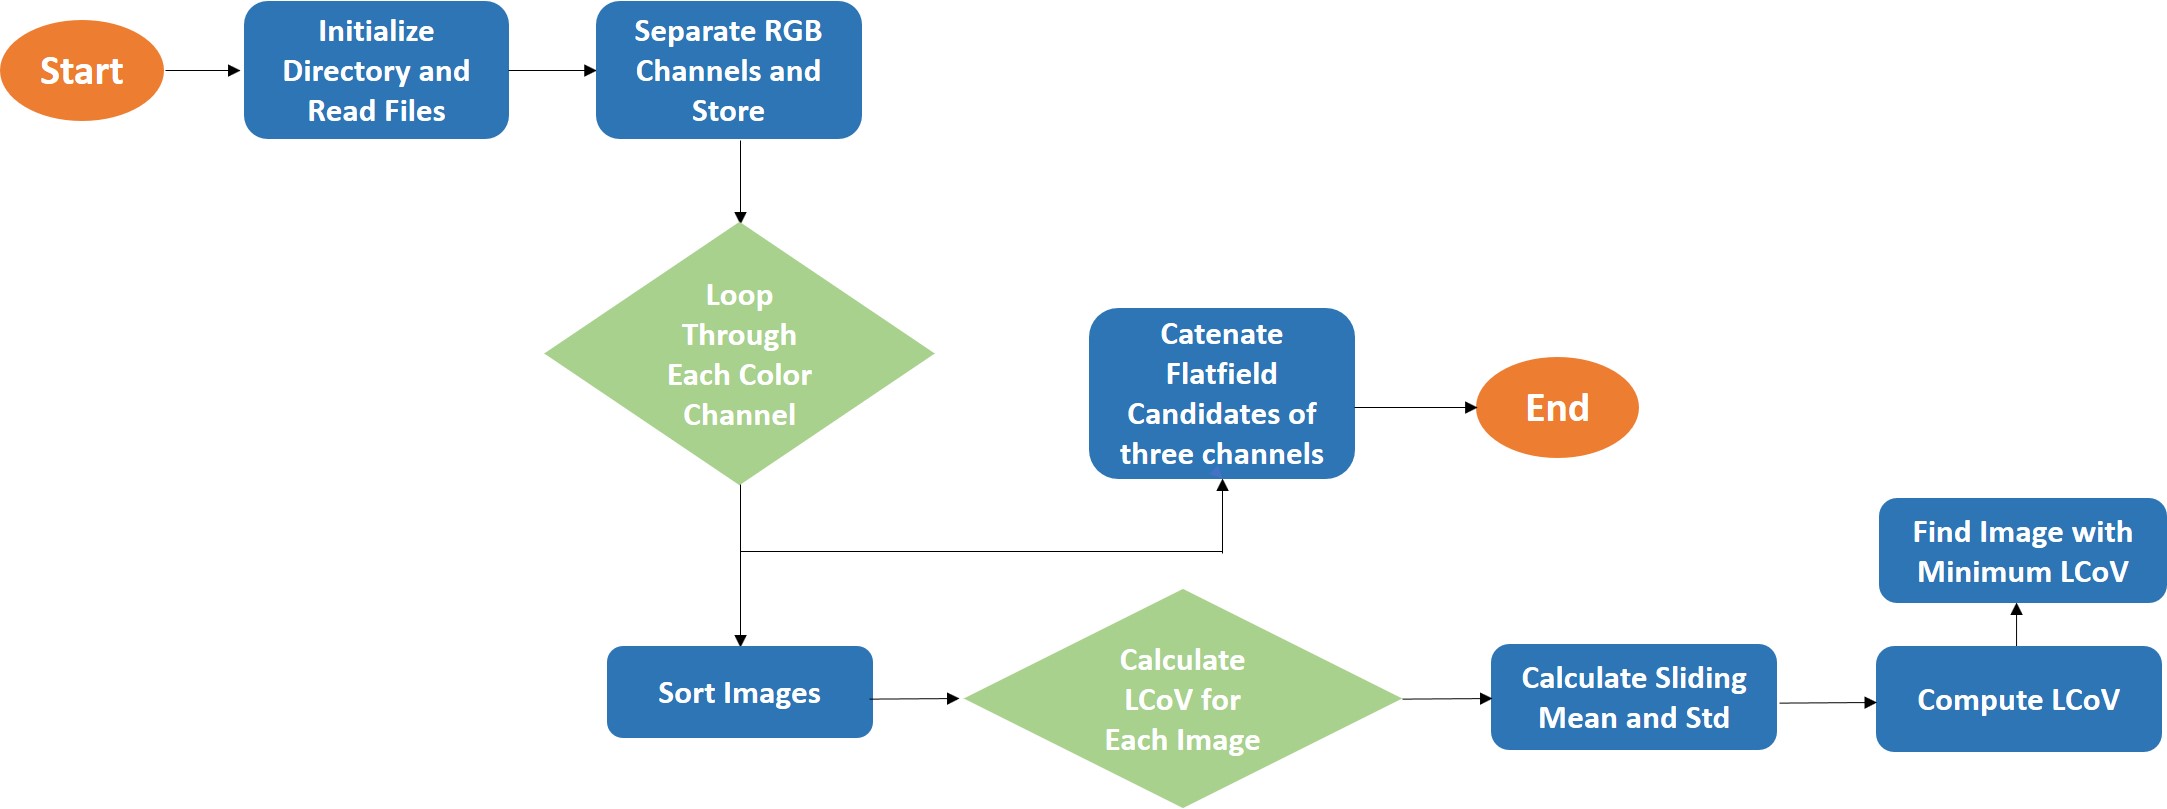 Start
Initialize
Directory and
Read Files
Separate RGB
Channels and
Store
Loop
Through
Each Color
Channel
Catenate
Flatfield
Candidates of
three channels
End
Sort Images
Calculate
LCoV for
Each Image
Calculate Sliding
Mean and Std
Compute LCoV
Find Image with
Minimum LCoV